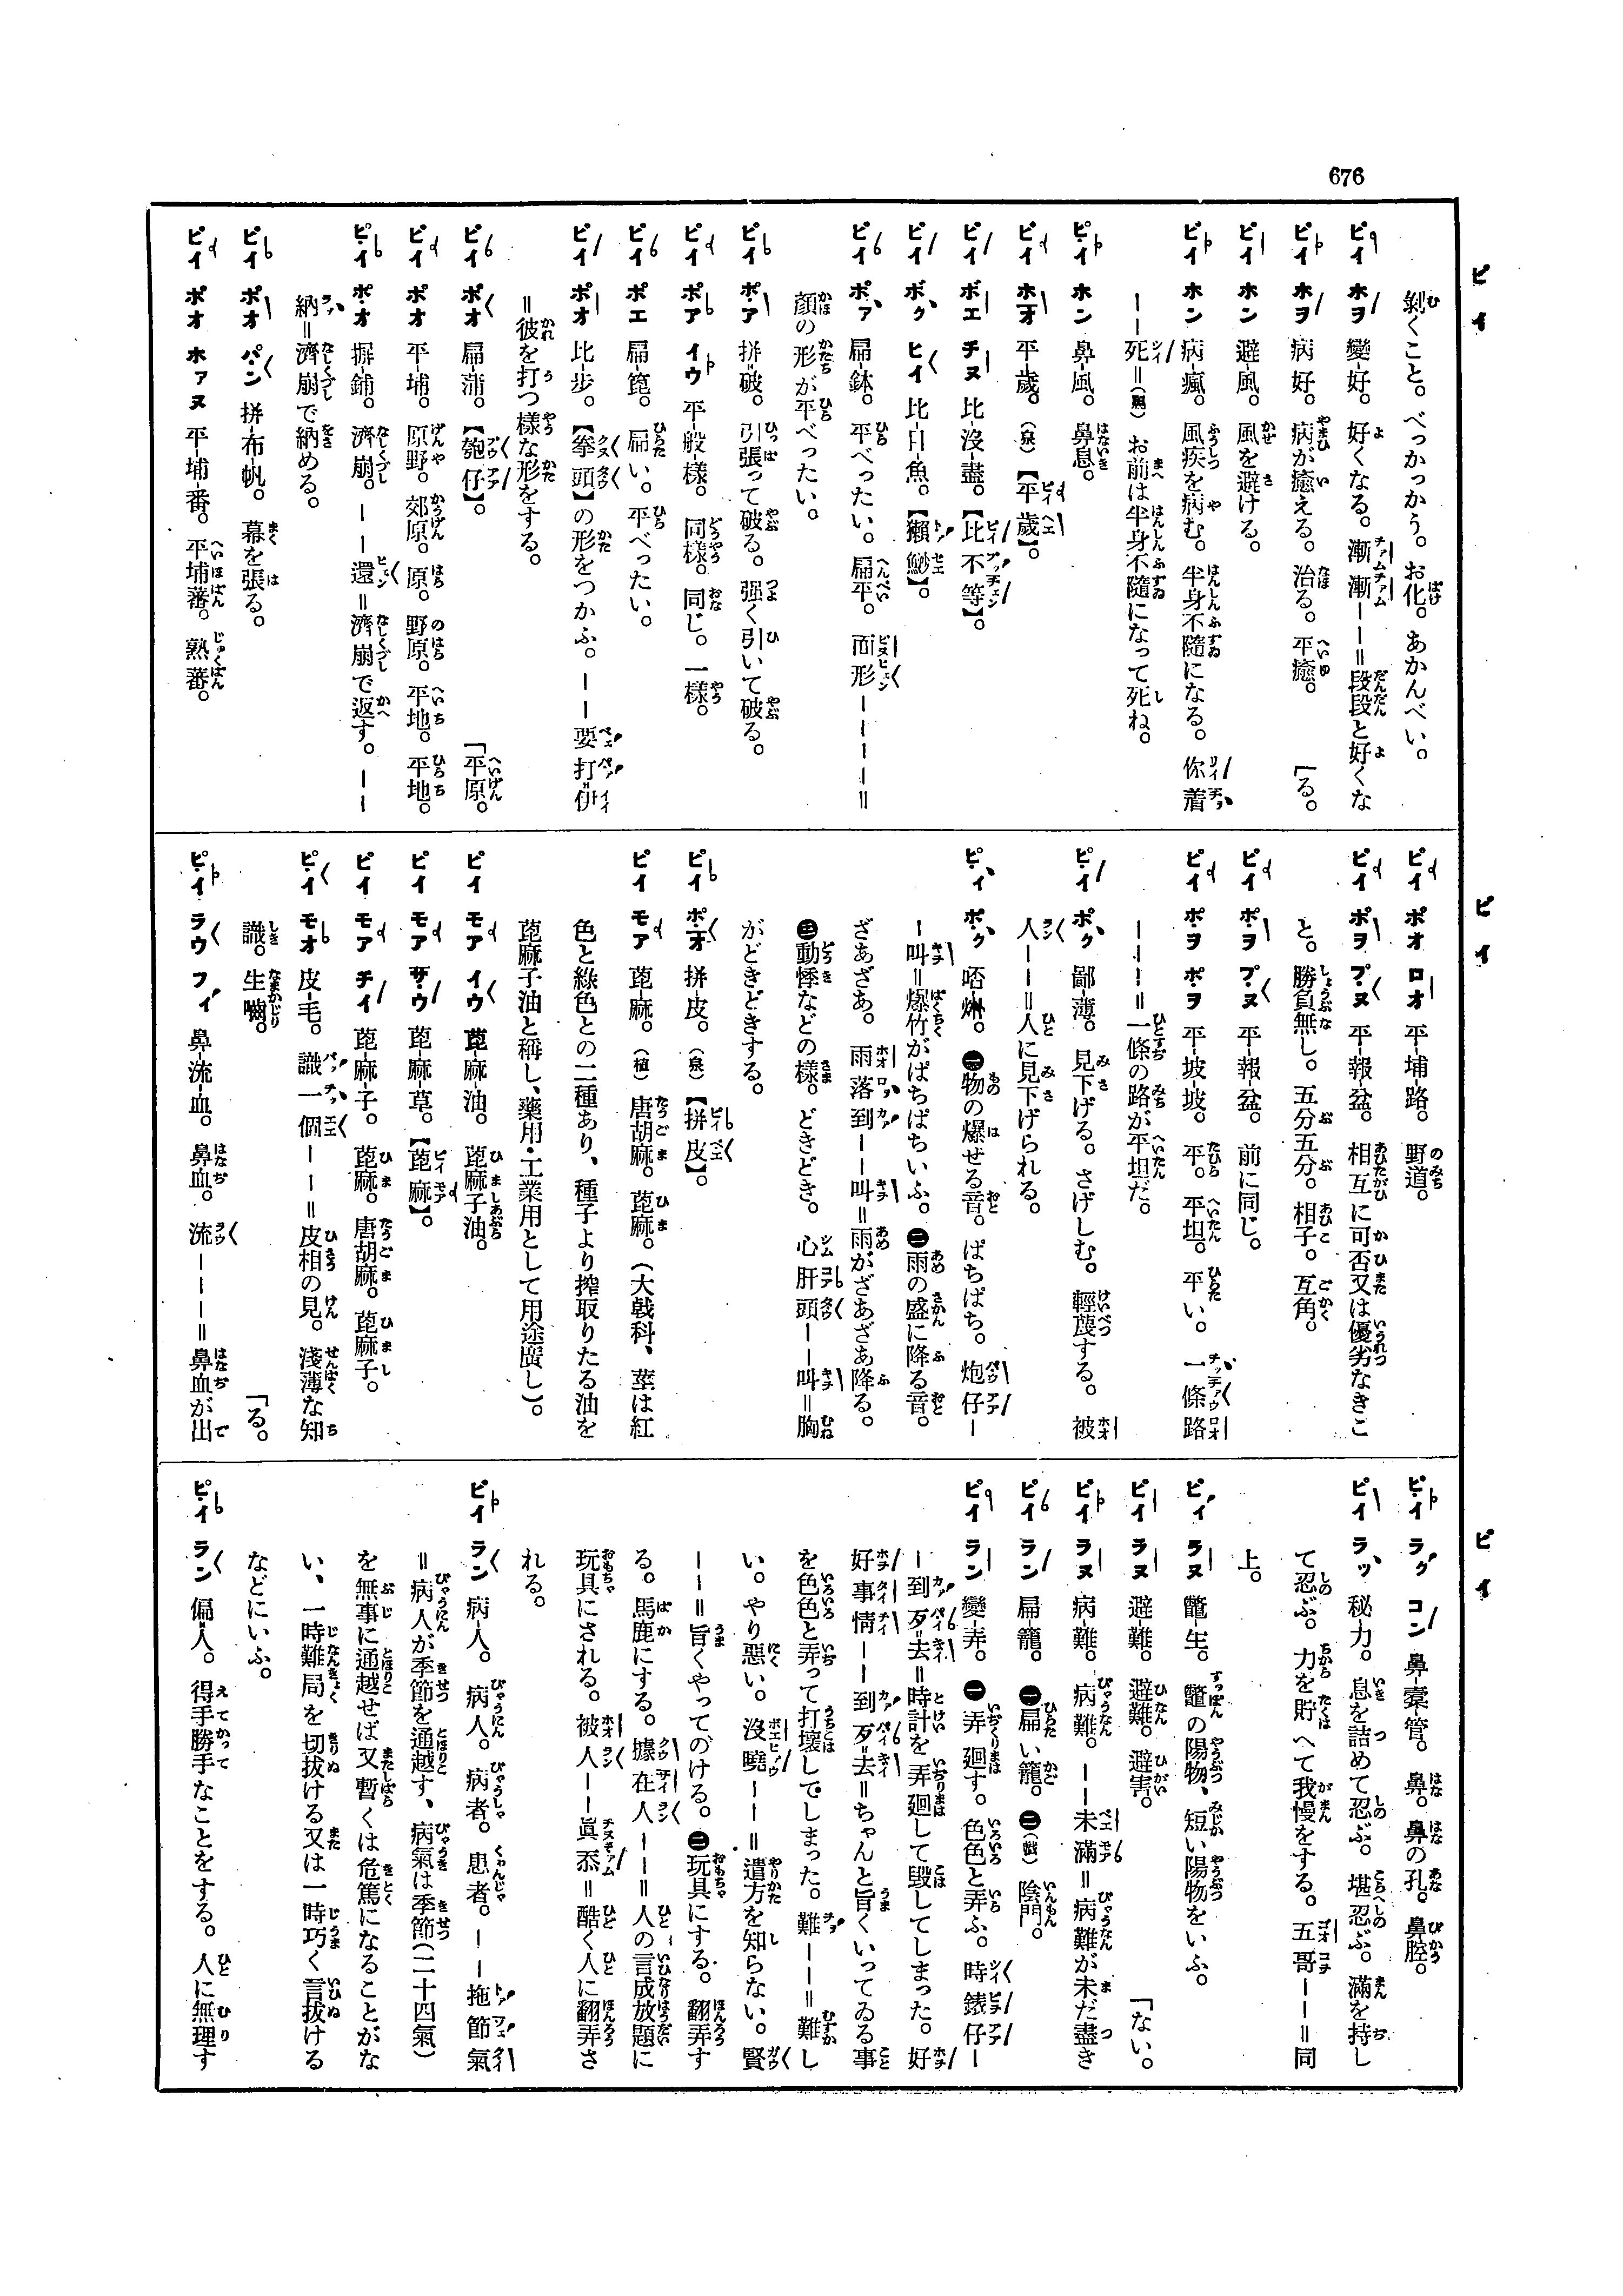 676
ピイ
剝くこと。べっかっかう。お化。あかんべい。
ピイ ホヲ 變-好。好くなる。漸漸ーー=段段と好くな
ピイ ホヲ 病-好。病が癒える。治る。平癒。 「る。
ピイ ホン 避-風。風を避ける。
ピイ ホン 病-瘋。風疾を病む。半身不隨になる。你着
ーー死=(罵)お前は半身不隨になって死ね。
ピイ ホン 鼻-風。鼻息。
ピイ ホオ 平-歲。(泉)【平歲】。
ピイ ボエ チヌ 比-沒-盡。【比不等】。
ピイ ボク ヒイ 比-目-魚。
ピイ ポァ 扁-鉢。平べったい。扁平。面形ーーーー=
顔の形が平べったい。
ピイ ポア 拼=破。引張って破る。强く引いて破る。
ピイ ポア イウ 平-般-樣。同樣。同じ。一樣。
ピイ ポエ 扁-箆。扁い。平べったい。
ピイ ポオ 比-步。【拳頭】の形をつかふ。ーー要打=伊
=彼を打つ樣な形をする。
ピイ ポオ 扁-蒲。【匏仔】。 「平原。
ピイ ポオ 平-埔。原野。郊原。原。野原。平地。平地。
ピイ ポオ 摒-鋪。濟崩。ーー還=濟崩で返す。ーー
納=濟崩で納める。
ピイ ポオ パン 拼-布-帆。幕を張る。
ピイ ポオ ホァヌ 平-埔-番。平埔蕃。熟蕃。
ピイ
ピイ ポオ ロオ 平-埔-路。野道。
ピイ ポヲ プヌ 平-報-盆。相互に可否又は優劣なきこ
と。勝負無し。五分五分。相子。互角。
ピイ ポヲ プヌ 平-報-盆。前に同じ。
ピイ ポヲ ポヲ 平-坡-坡。平。平坦。平い。一條路
ーーーー=一條の路が平坦だ。
ピイ ポク 鄙-薄。見下げる。さげしむ。輕蔑する。被
人ーー=人に見下げられる。
ピイ ポク ㊀物の爆ぜる音。ぱちぱち。炮仔ー
ー叫=爆竹がぱちぱちいふ。㊁雨の盛に降る音。
ざあざあ。雨落到ーー叫=雨がざあざあ降る。
㊂動悸などの樣。どきどき。心肝頭ーー叫=胸
がどきどきする。
ピイ ポオ 拼-皮。(泉)【拼皮】。
ピイ モア 蓖-麻。(植)唐胡麻。蓖麻。(大戟科、莖は紅
色と綠色との二種あり、種子より搾取りたる油を
蓖麻子油と稱し、藥用・工業用として用途廣し)。
ピイ モア イウ 蓖-麻-油。蓖麻子油。
ピイ モア ザウ 蓖-麻-草。【蓖麻】。
ピイ モア チイ 蓖-麻-子。蓖麻。唐胡麻。蓖麻子。
ピイ モオ 皮-毛。識一個ーー=皮相の見。淺薄な知
識。生嚙。 「る。
ピイ ラウ フィ 鼻-流-血。鼻血。流ーーー=鼻血が出
ピイ
ピイ ラク コン 鼻-橐-管。鼻。鼻の孔。鼻腔。
ピイ ラッ 秘-力。息を詰めて忍ぶ。堪忍ぶ。滿を持し
て忍ぶ。力を貯へて我慢をする。五哥ーー=同
上。
ピイ ラヌ 鼈-生。鼈の陽物、短い陽物をいふ。
ピイ ラヌ 避-難。避難。避害。 「ない。
ピイ ラヌ 病-難。病難。ーー未滿=病難が未だ盡き
ピイ ラン 扁-籠。㊀扁い籠。㊁(戯)陰門。
ピイ ラン 變-弄。㊀弄廻す。色色と弄ふ。時錶仔ー
ー到歹=去=時計を弄廻して毀してしまった。好
好事情ーー到歹=去=ちゃんと旨くいってゐる事
を色色と弄って打壞しでしまった。難ーー=難し
い。やり惡い。沒曉ーー=遣方を知らない。賢
ーー=旨くやってのける。㊁玩具にする。翻弄す
る。馬鹿にする。據在人ーー=人の言成放題に
玩具にされる。被人ーー眞忝=酷く人に翻弄さ
れる。
ピイ ラン 病-人。病人。病者。患者。ーー拖節氣
=病人が季節を通越す、病氣は季節(二十四氣)
を無事に通越せば又暫くは危篤になることがな
い、一時難局を切拔ける又は一時巧く言拔ける
などにいふ。
ピイ ラン 偏=人。得手勝手なことをする。人に無理す